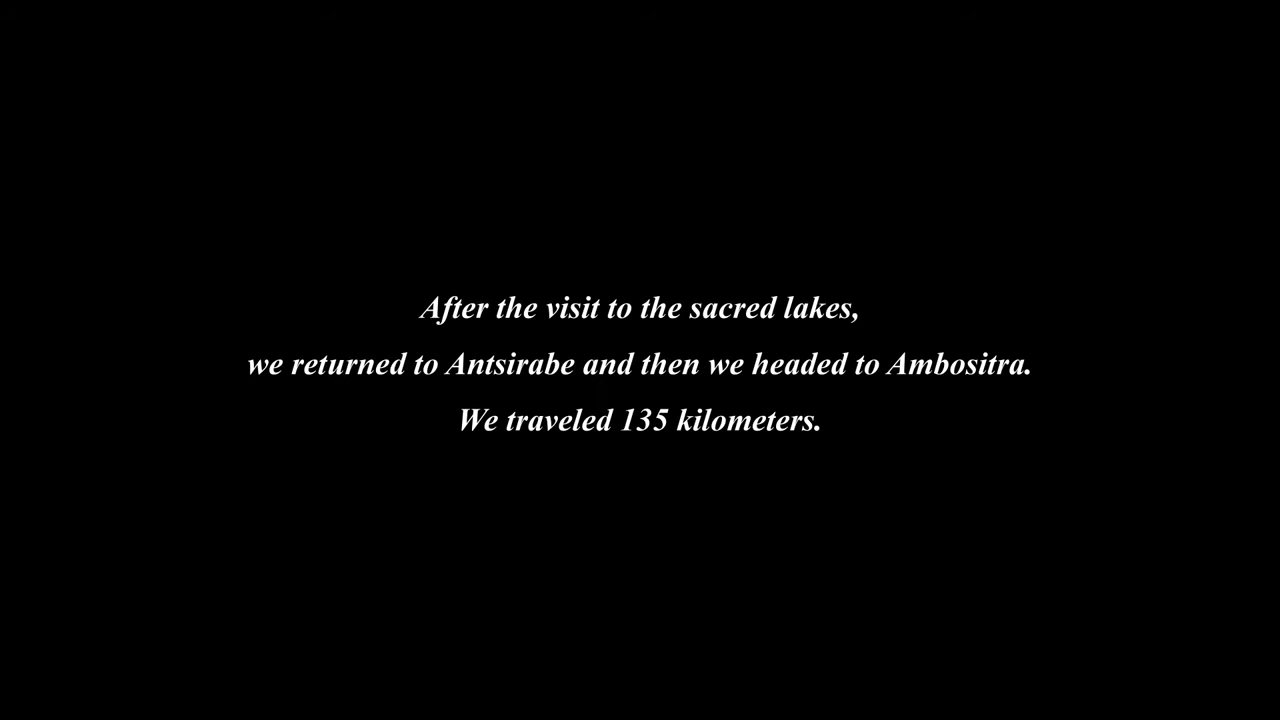 After the visit to the sacred lakes,
we returned to Antsirabe and then we headed to Ambositra.
We traveled 135 kilometers.